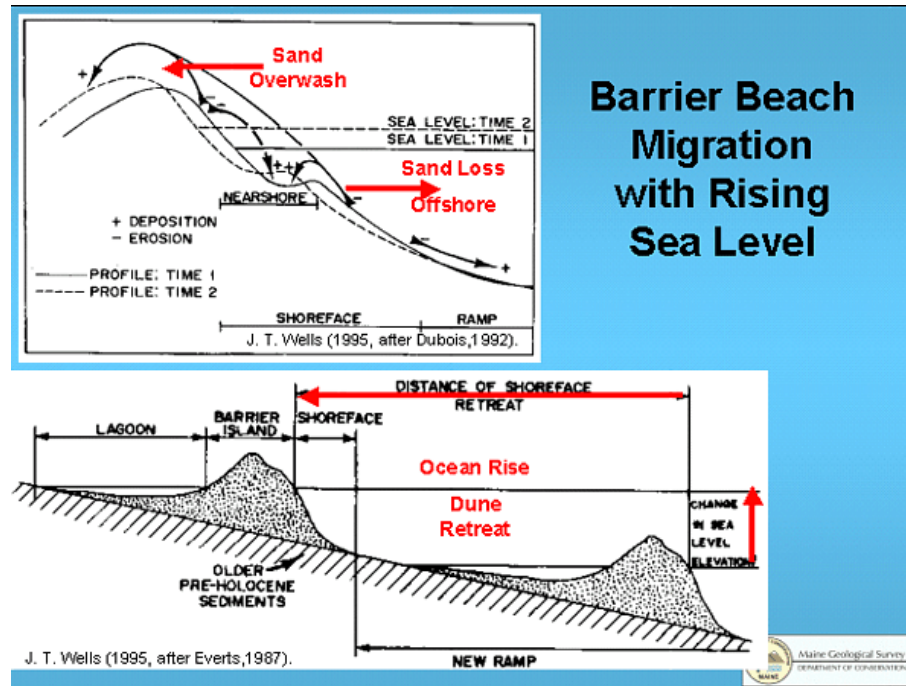 Barrier Beach
Migration
with Rising
Sea Level
Sand
Overwash
+
-
-
SEA LEVEL: TIME 2
SEA LEVEL: TIME 1
Sand Loss
Offshore
++
-
NEARSHORE
+ DEPOSITION
- EROSION
-
+
PROFILE: TIME 1
PROFILE: TIME 2
SHOREFACE
RAMP
J. T. Wells (1995, after Dubois,1992).
DISTANCE OF SHOREFACE
RETREAT
LAGOON
BARRIER
ISLAND
SHOREFACE
Ocean Rise
Dune
Retreat
CHANGE
IN SEA
LEVEL
ELEVATION
OLDER
PRE-HOLOCENE
SEDIMENTS
NEW RAMP
J. T. Wells (1995, after Everts,1987).
MAINE
Maine Geological Survey
DEPARTMENT OF CONSERVATION